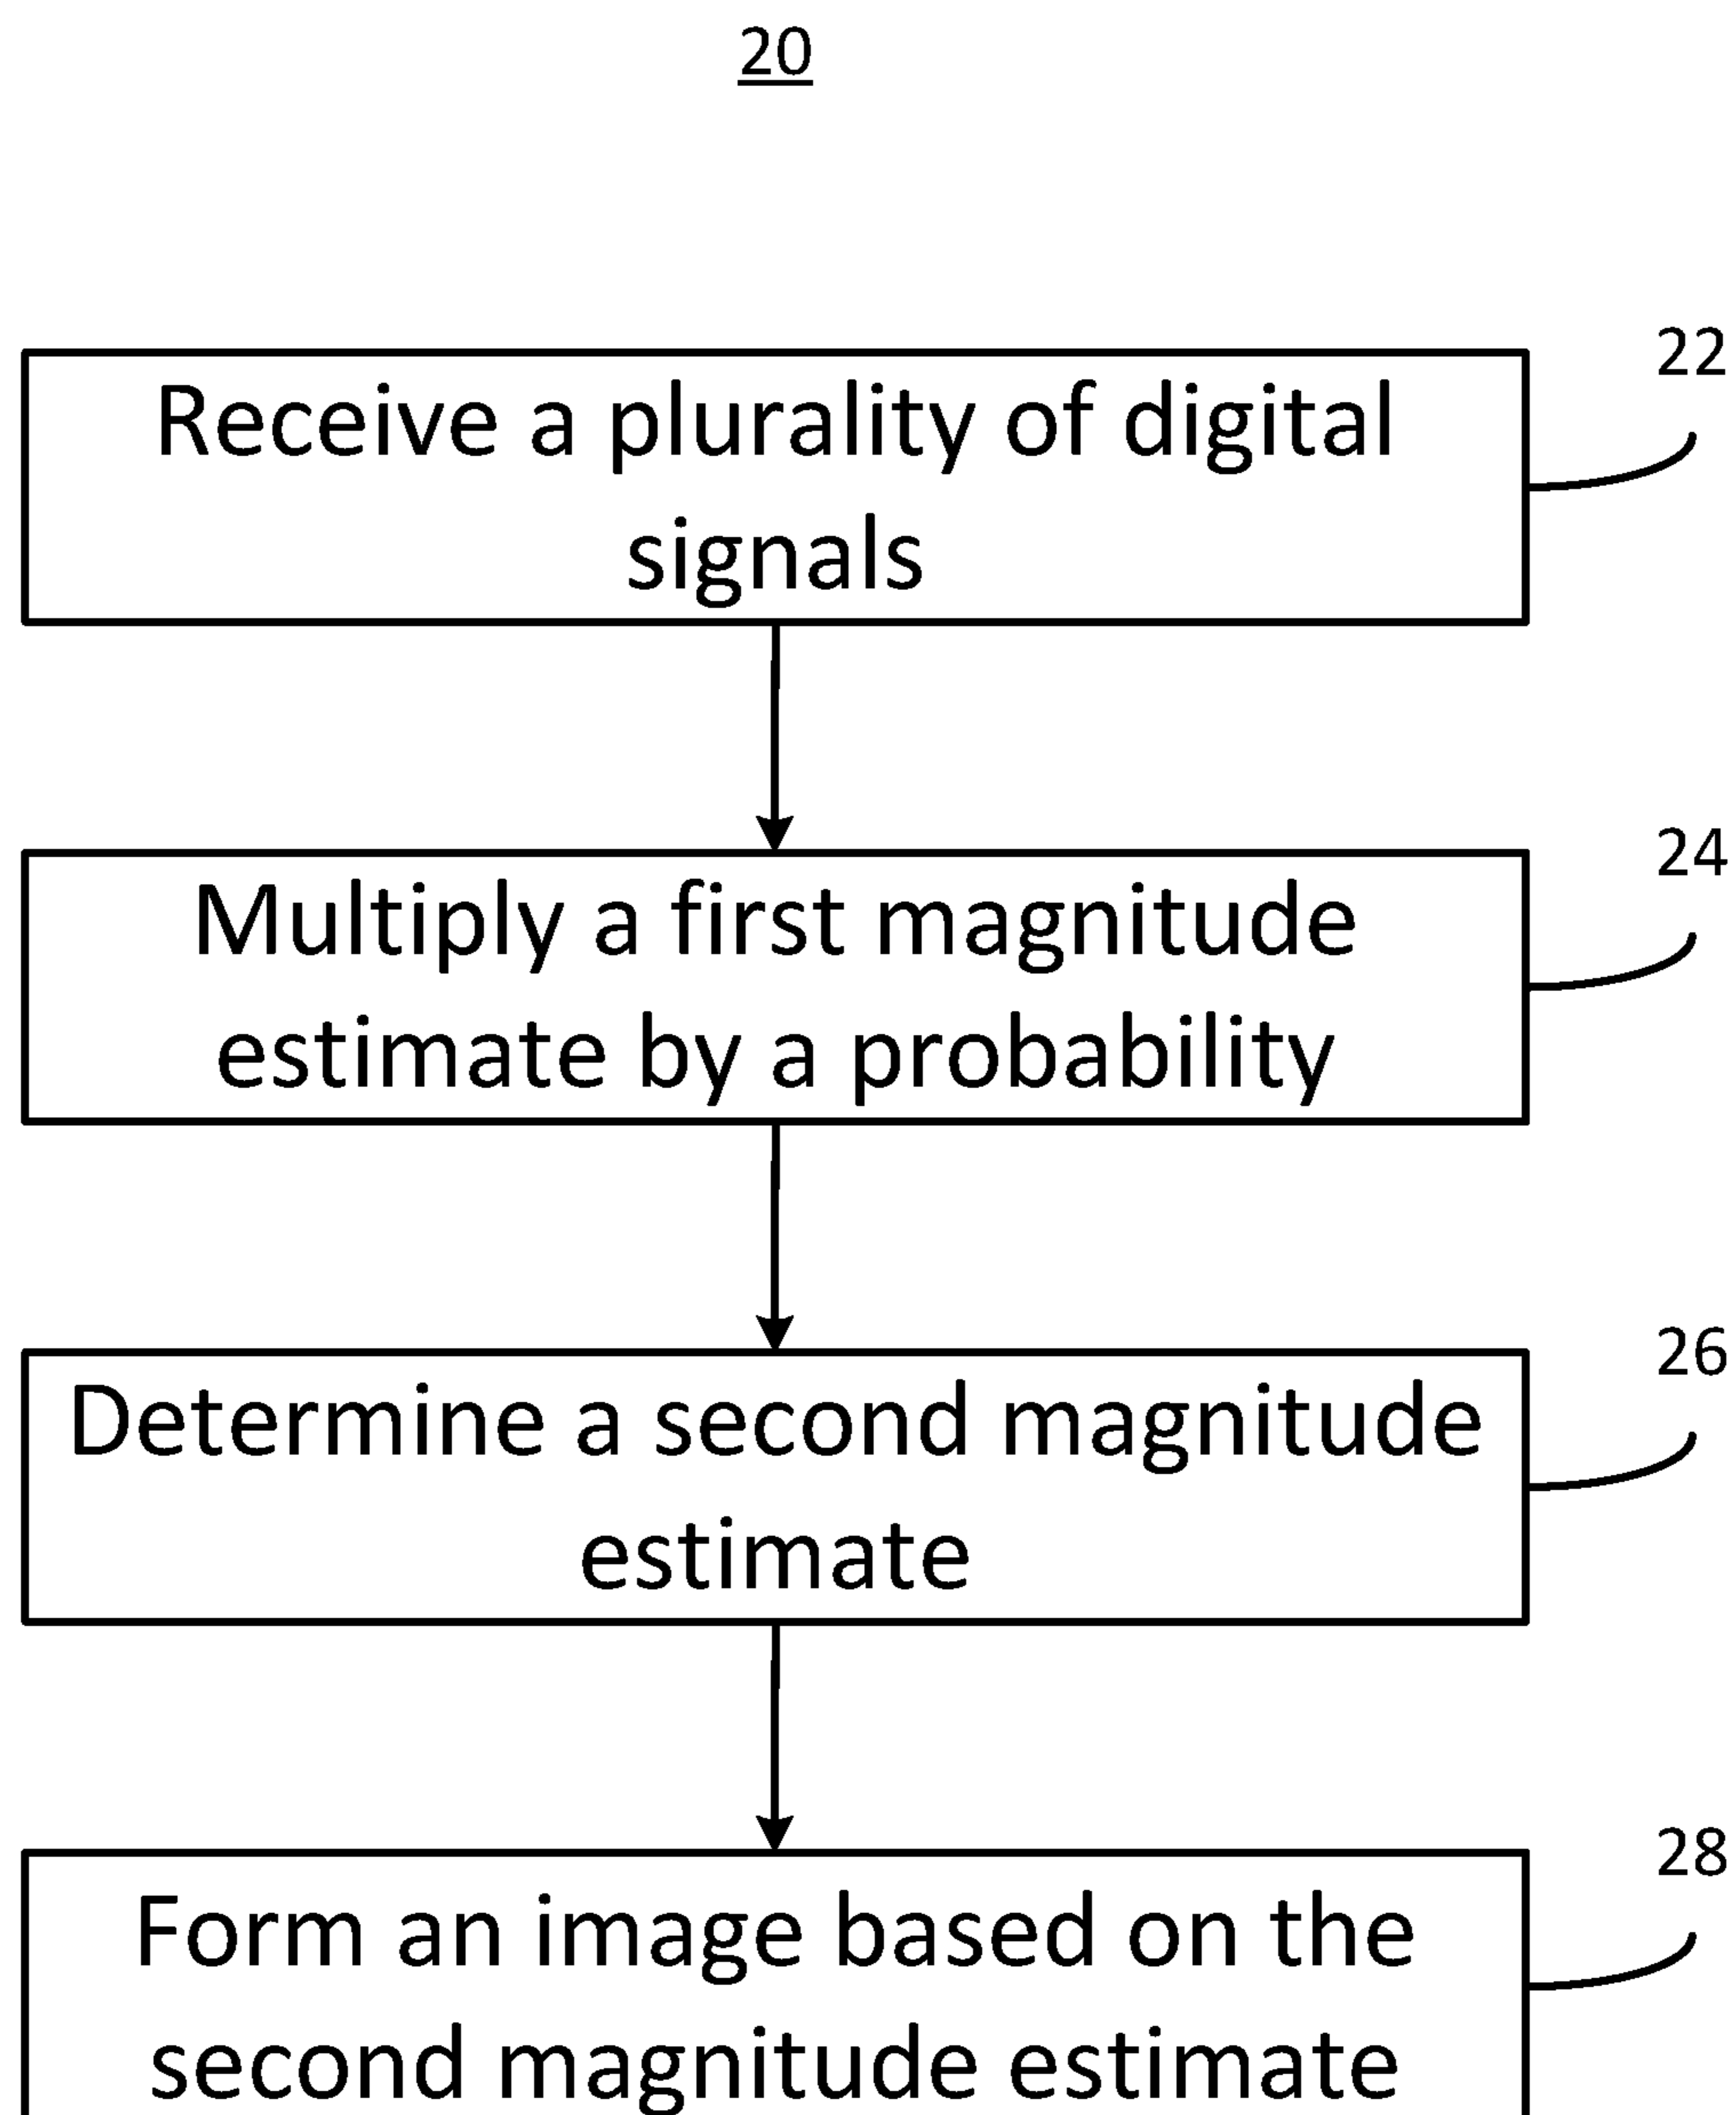 20
22
Receive a plurality of digital
signals
24
Multiply a first magnitude
estimate by a probability
26
Determine a second magnitude
estimate
28
Form an image based on the
second magnitude estimate